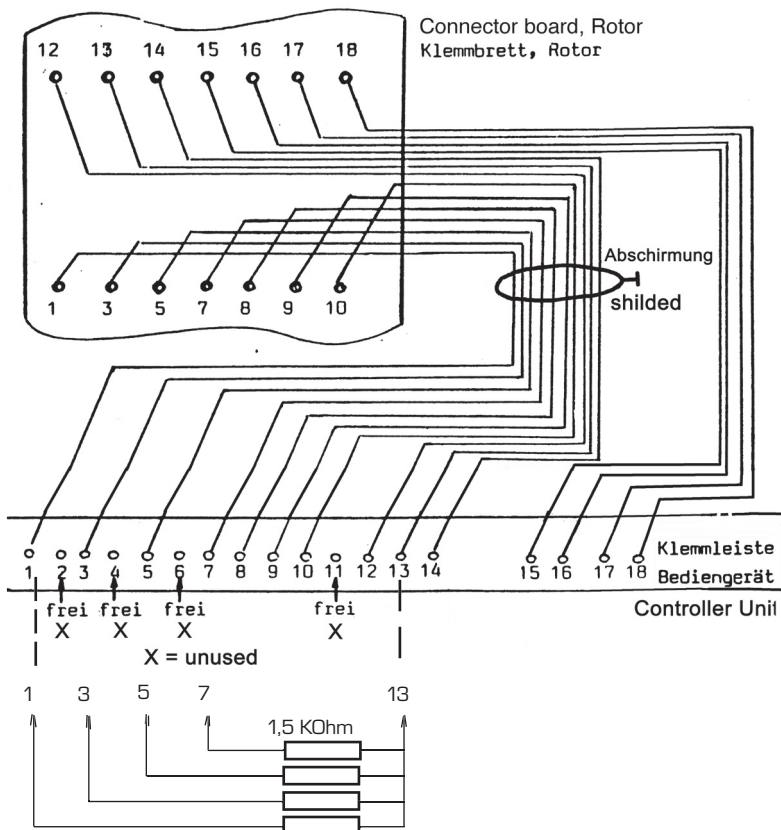 Connector board, Rotor
Klemmbrett, Rotor
12 13 14 15 16 17 18
1 3 5 7 8 9 10
Abschirmung
shilded
1 2 3 4 5 6 7 8 9 10 11 12 13 14 15 16 17 18
Klemmleiste
Bediengerät
frei frei frei frei
X X X X
Controller Unit
X = unused
1 3 5 7 13
1,5 KOhm